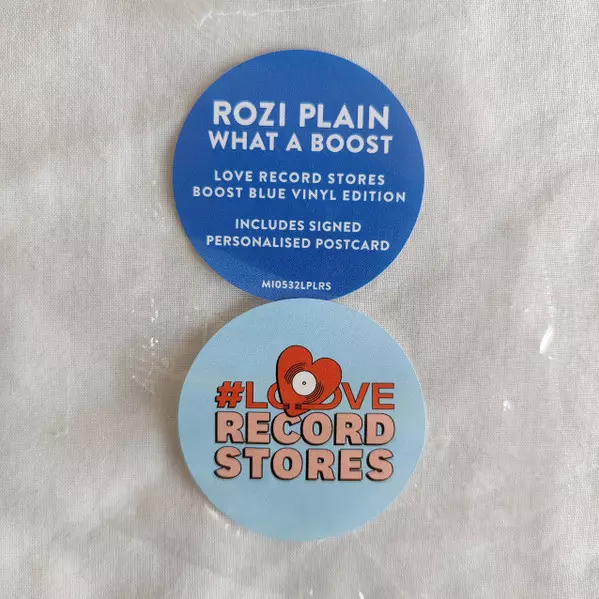 ROZI PLAIN
WHAT A BOOST
LOVE RECORD STORES
BOOST BLUE VINYL EDITION
INCLUDES SIGNED
PERSONALISED POSTCARD
MI0532LPLRS
#LOVE
RECORD
STORES